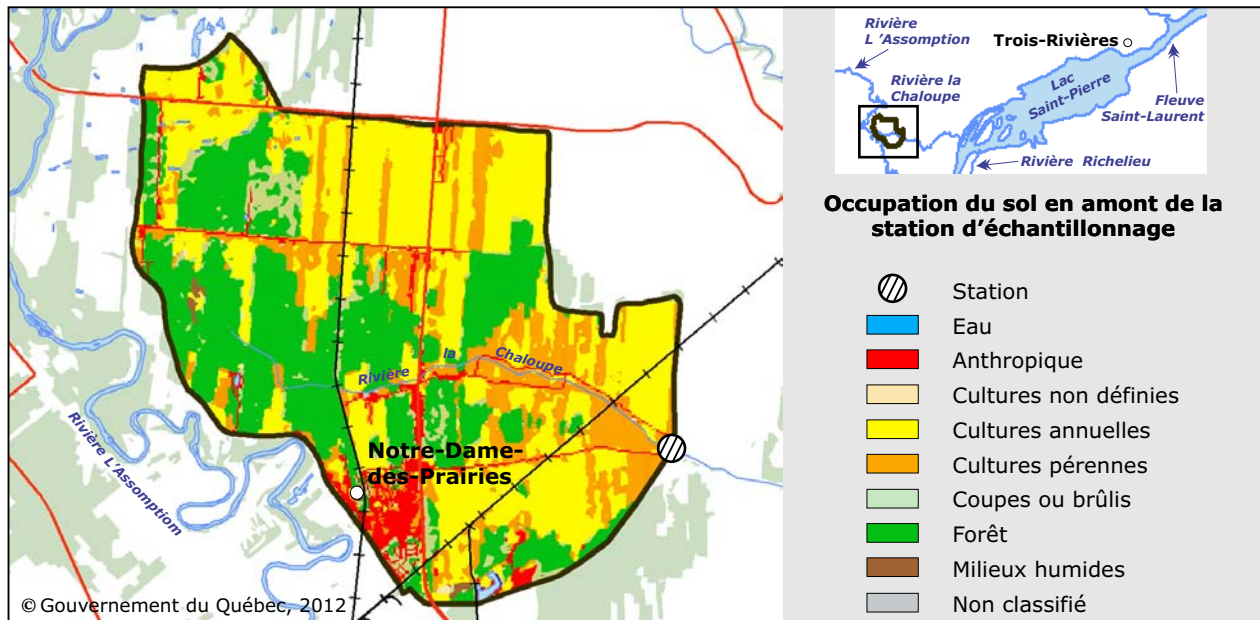 Rivière
la
Chaloupe
Notre-Dame-
des-Prairies
Rivière L'Assomptiom
© Gouvernement du Québec, 2012
Rivière
L 'Assomption
Trois-Rivières
Rivière la
Chaloupe
Lac
Saint-Pierre
Fleuve
Saint-Laurent
Rivière Richelieu
Occupation du sol en amont de la
station d'échantillonnage
Station
Eau
Anthropique
Cultures non définies
Cultures annuelles
Cultures pérennes
Coupes ou brûlis
Forêt
Milieux humides
Non classifié